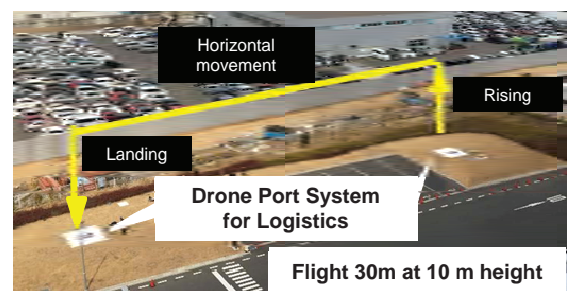 Horizontal
movement
Rising
Landing
Drone Port System
for Logistics
Flight 30m at 10 m height